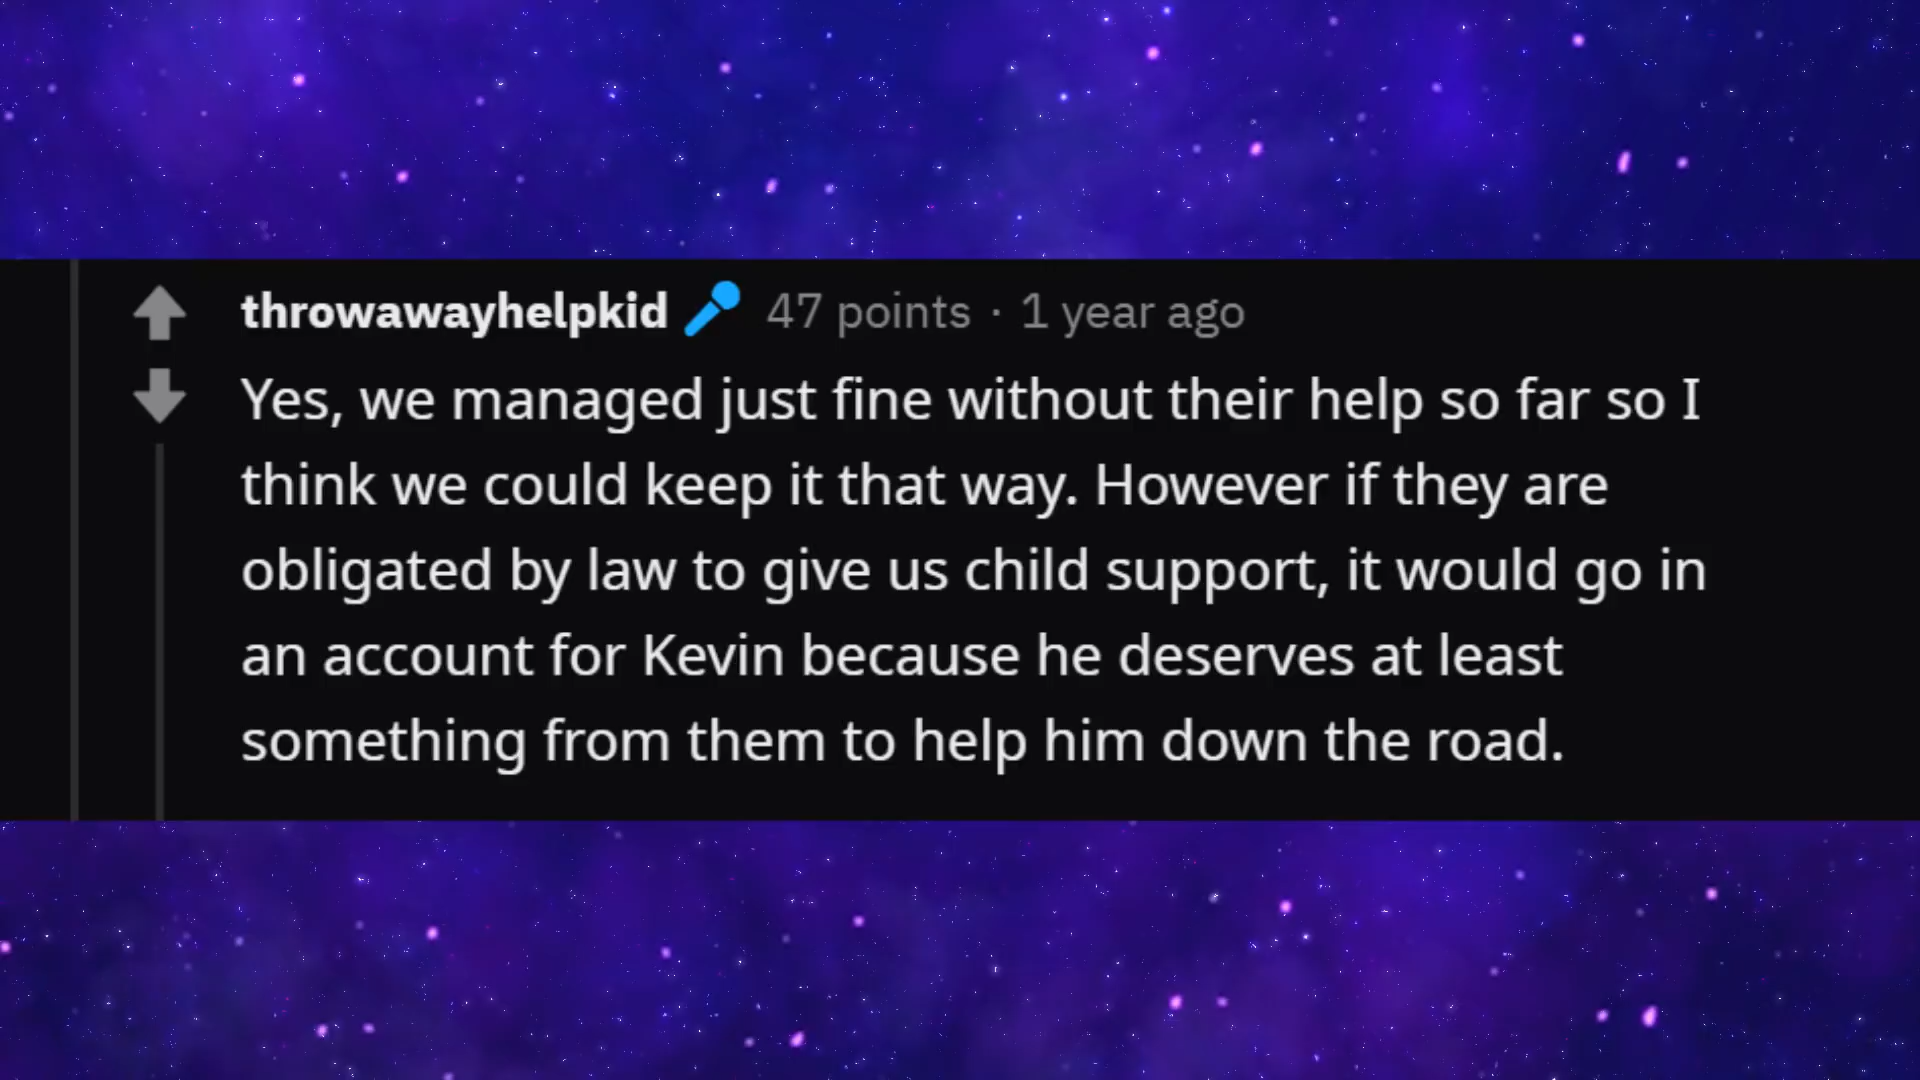 throwawayhelpkid 47 points · 1 year ago
Yes, we managed just fine without their help so far so I
think we could keep it that way. However if they are
obligated by law to give us child support, it would go in
an account for Kevin because he deserves at least
something from them to help him down the road.